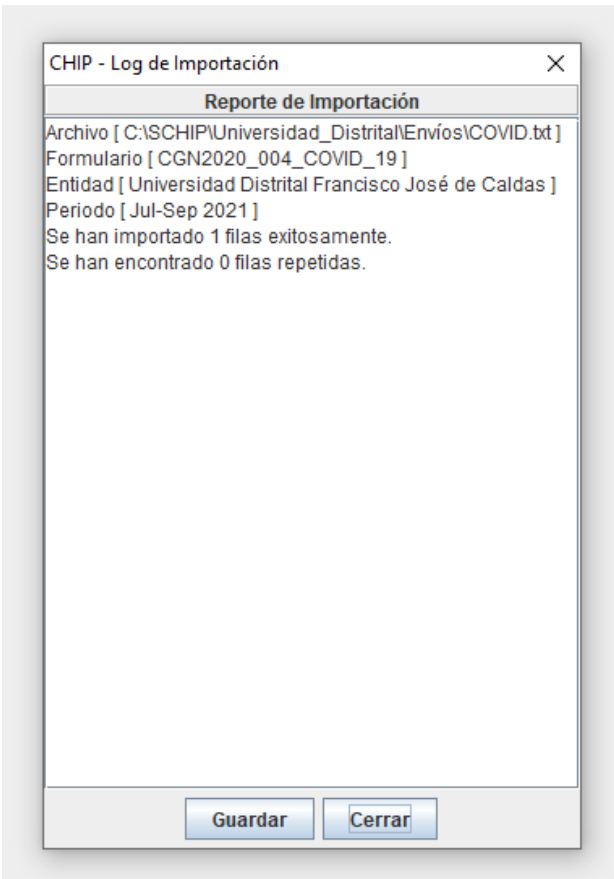 CHIP - Log de Importación
Reporte de Importación
Archivo [ C:\SCHIP\Universidad_Distrital\Envíos\COVID.txt ]
Formulario [ CGN2020_004_COVID_19 ]
Entidad [ Universidad Distrital Francisco José de Caldas ]
Periodo [ Jul-Sep 2021 ]
Se han importado 1 filas exitosamente.
Se han encontrado 0 filas repetidas.
Guardar Cerrar